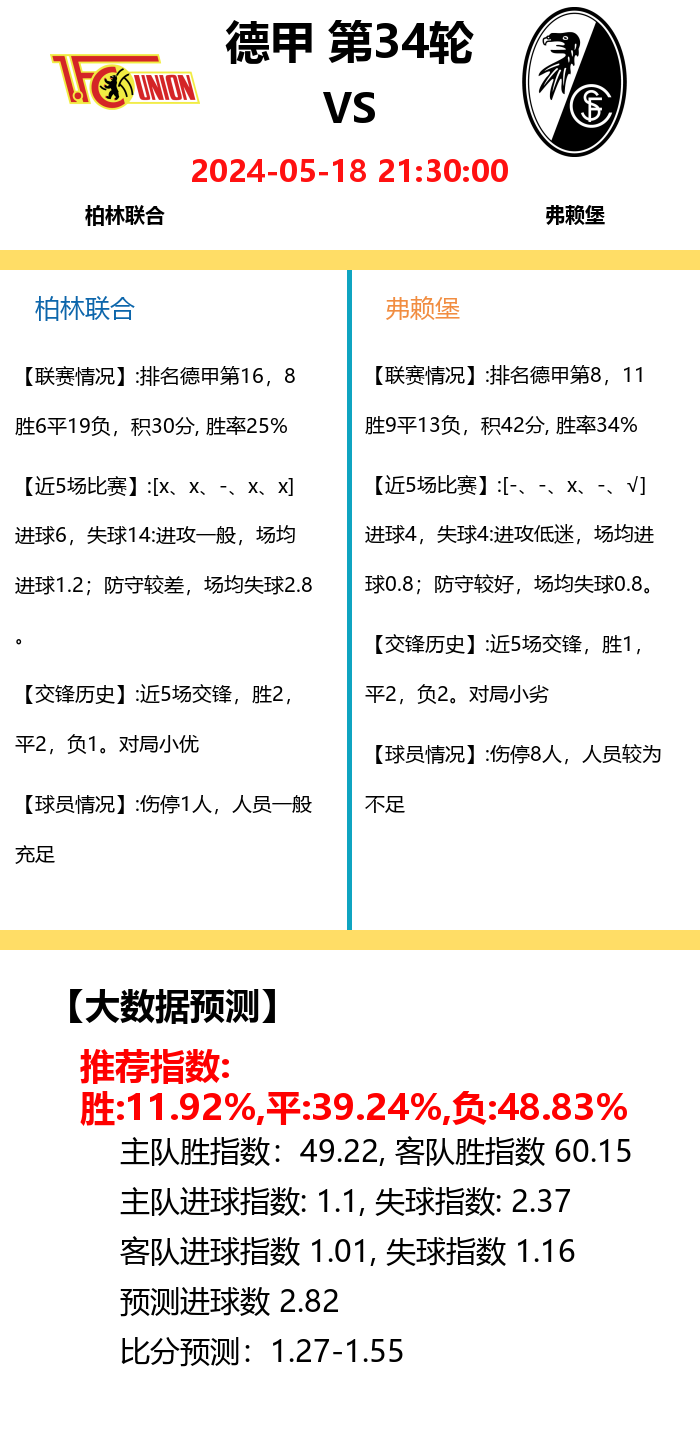 德甲 第34轮
1.FC UNION
VS
SCF
2024-05-18 21:30:00
柏林联合
弗赖堡
柏林联合
【联赛情况】:排名德甲第16，8
胜6平19负，积30分, 胜率25%
【近5场比赛】:[x、x、-、x、x]
进球6，失球14:进攻一般，场均
进球1.2；防守较差，场均失球2.8
。
【交锋历史】:近5场交锋，胜2，
平2，负1。对局小优
【球员情况】:伤停1人，人员一般
充足
弗赖堡
【联赛情况】:排名德甲第8，11
胜9平13负，积42分, 胜率34%
【近5场比赛】:[-、-、x、-、√]
进球4，失球4:进攻低迷，场均进
球0.8；防守较好，场均失球0.8。
【交锋历史】:近5场交锋，胜1，
平2，负2。对局小劣
【球员情况】:伤停8人，人员较为
不足
【大数据预测】
推荐指数:
胜:11.92%,平:39.24%,负:48.83%
主队胜指数：49.22, 客队胜指数 60.15
主队进球指数: 1.1, 失球指数: 2.37
客队进球指数 1.01, 失球指数 1.16
预测进球数 2.82
比分预测：1.27-1.55